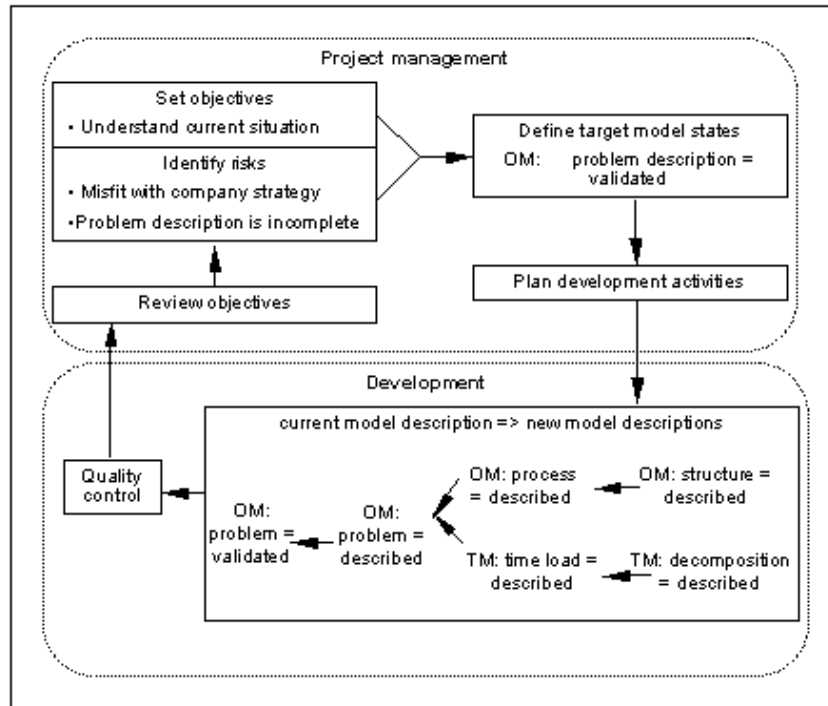 Project management
Set objectives
• Understand current situation
Identify risks
• Misfit with company strategy
•Problem description is incomplete
Define target model states
OM: problem description =
validated
Review objectives
Plan development activities
Development
current model description => new model descriptions
Quality
control
OM:
problem =
validated
OM:
problem =
described
OM: process
= described
OM: structure =
described
TM: time load =
described
TM: decomposition
= described